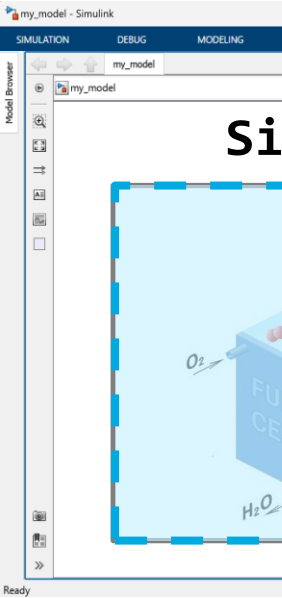 my_model - Simulink
SIMULATION DEBUG MODELING
my_model
Model Browser
my_model
Si
O₂
FU
CE
H₂O
Ready